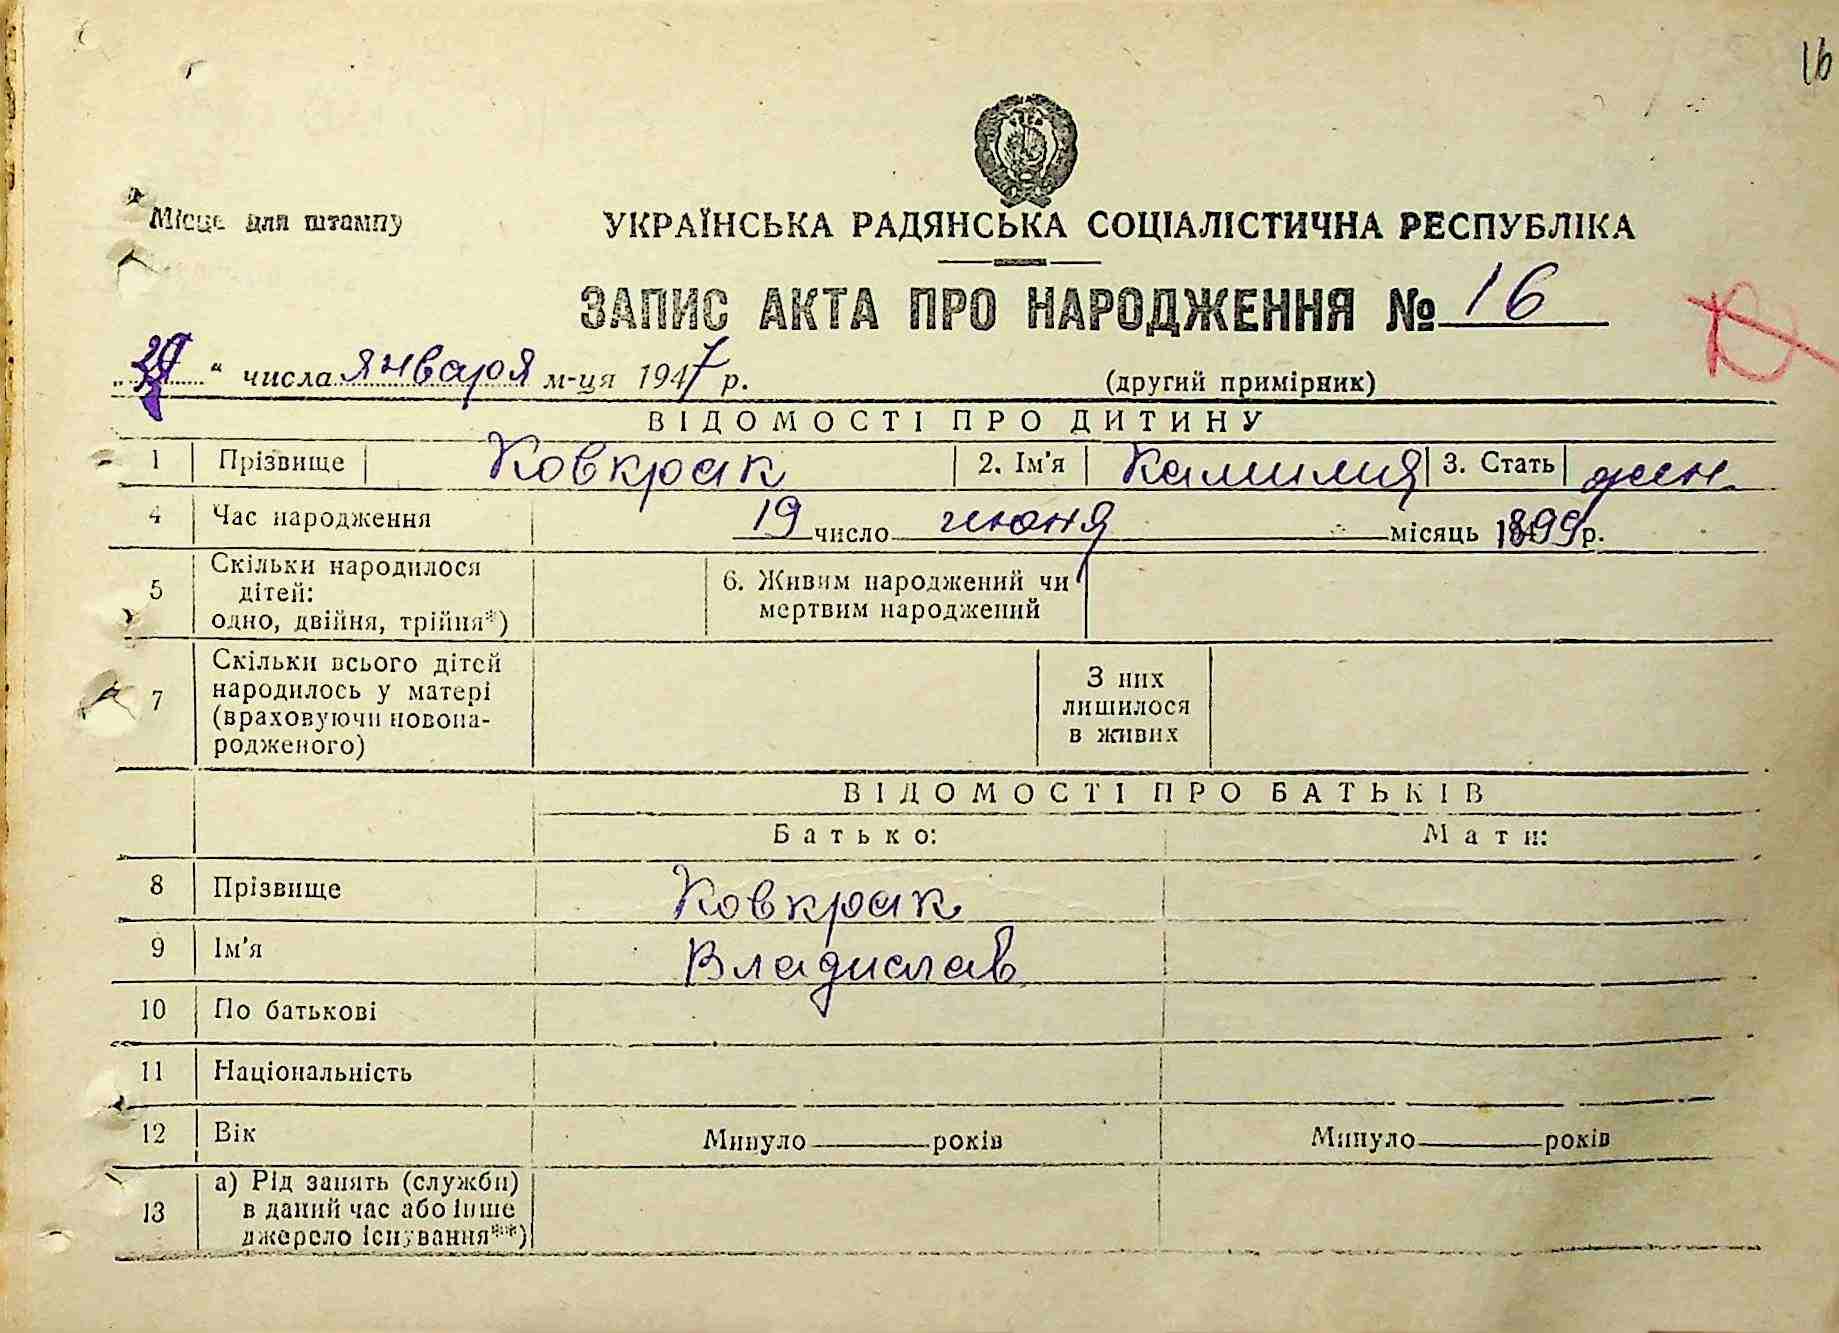 16
Місце для штампу
УКРАЇНСЬКА РАДЯНСЬКА СОЦІАЛІСТИЧНА РЕСПУБЛІКА
ЗАПИС АКТА ПРО НАРОДЖЕННЯ № 16
„ “ числа января м-ця 1947 р. (другий примірник)
ВІДОМОСТІ ПРО ДИТИНУ
1 Прізвище Ковкрак 2. Ім'я Камилия 3. Стать жен.
4 Час народження 19 число июня місяць 1899 р.
5 Скільки народилося дітей: одно, двійня, трійня*) 6. Живим народжений чи мертвим народжений
7 Скільки всього дітей народилось у матері (враховуючи новонародженого) З них лишилося в живих
ВІДОМОСТІ ПРО БАТЬКІВ
Батько: Мати:
8 Прізвище Ковкрак
9 Ім'я Владислав
10 По батькові
11 Національність
12 Вік Минуло років Минуло років
13 а) Рід занять (служби) в даний час або інше джерело існування**)